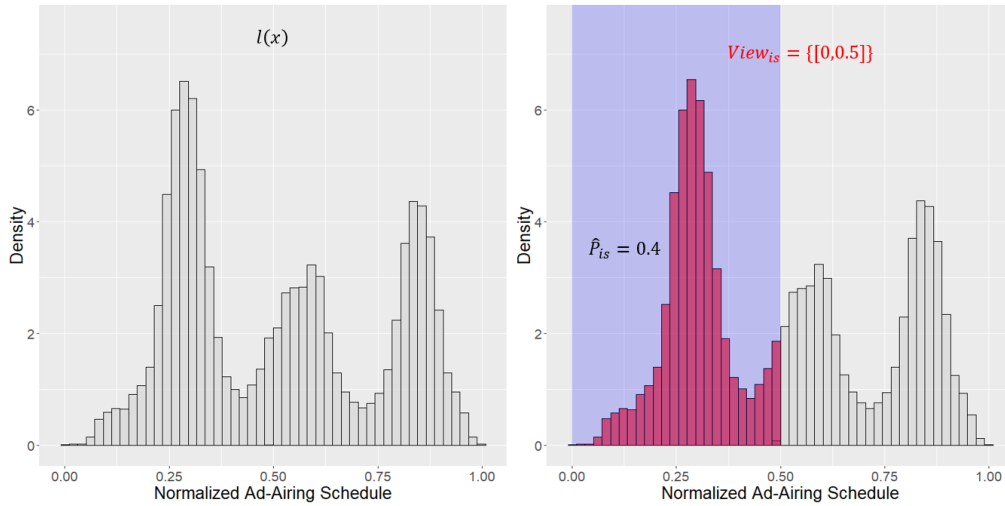 l(x)
6
4
2
0
Density
0.00 0.25 0.50 0.75 1.00
Normalized Ad-Airing Schedule
View_is = {[0,0.5]}
P̂_is = 0.4
6
4
2
0
Density
0.00 0.25 0.50 0.75 1.00
Normalized Ad-Airing Schedule